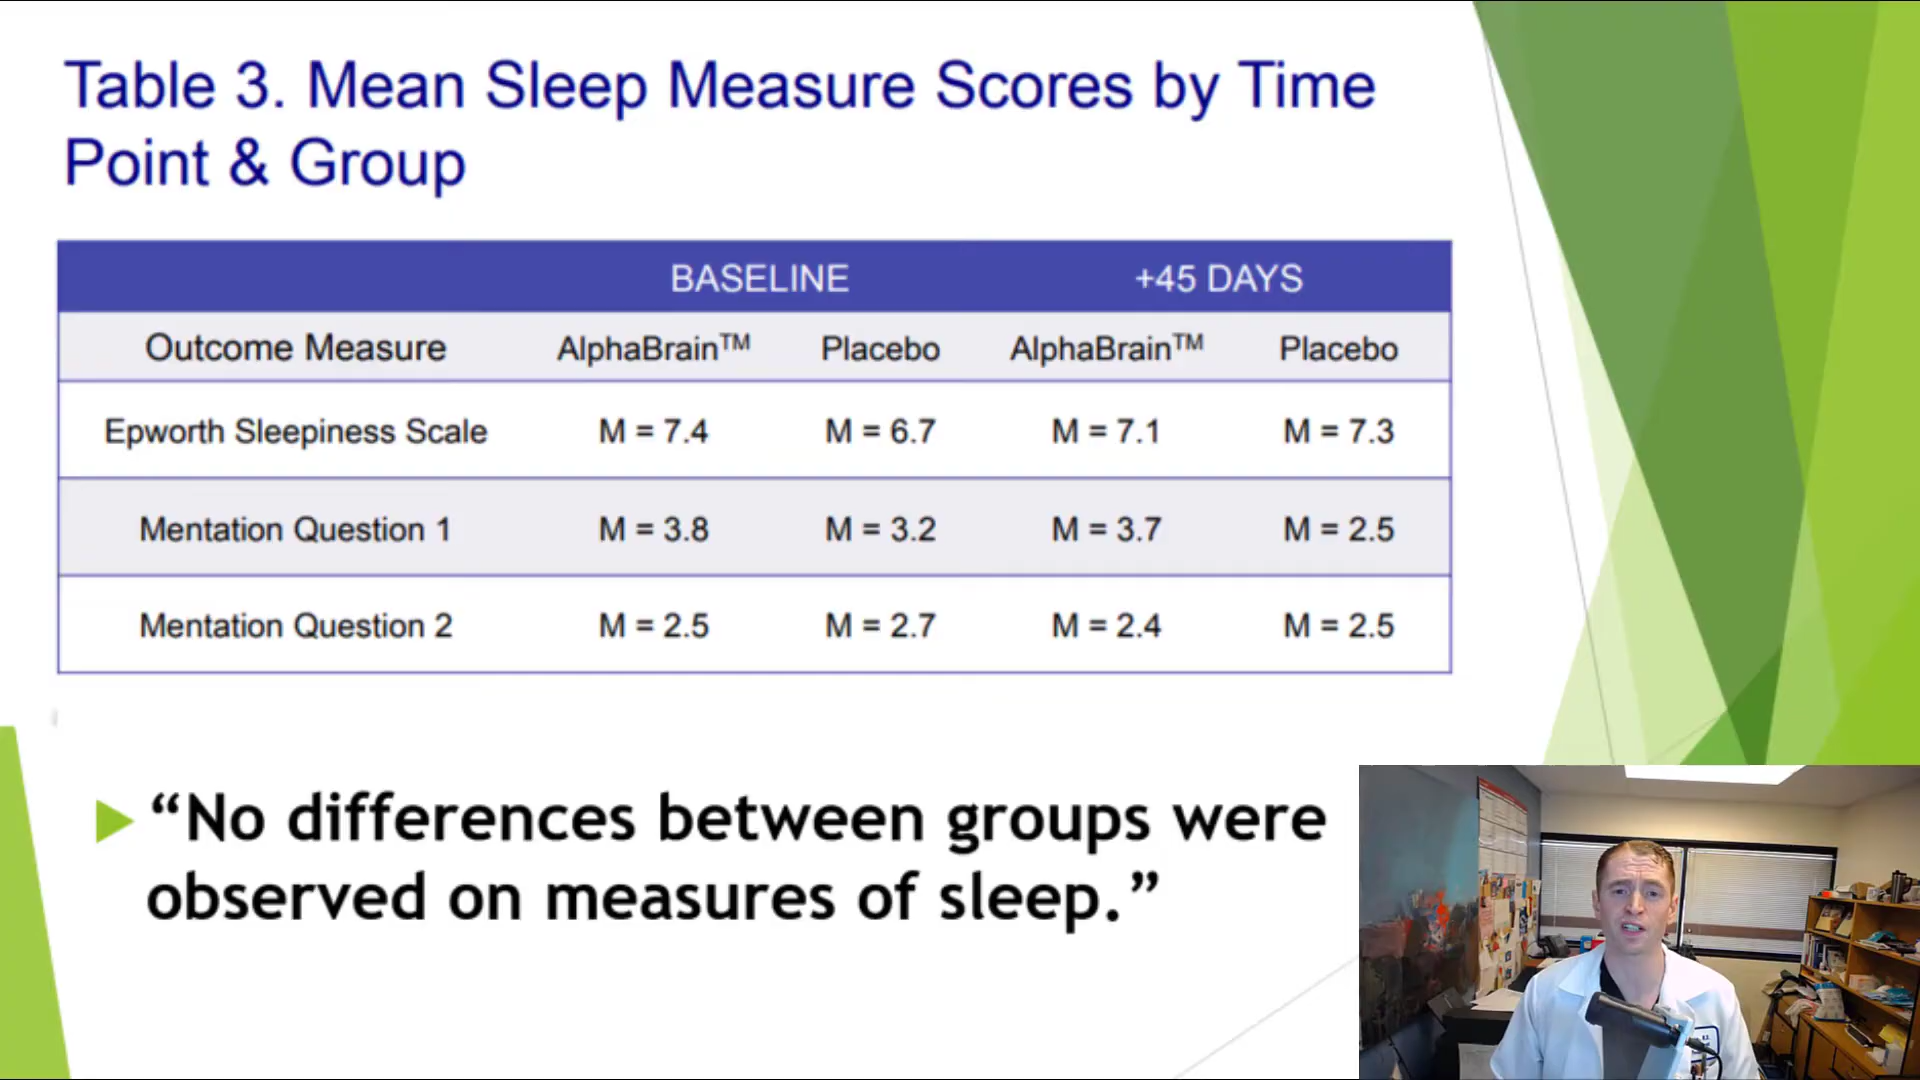 Table 3. Mean Sleep Measure Scores by Time
Point & Group
BASELINE +45 DAYS
Outcome Measure AlphaBrain™ Placebo AlphaBrain™ Placebo
Epworth Sleepiness Scale M = 7.4 M = 6.7 M = 7.1 M = 7.3
Mentation Question 1 M = 3.8 M = 3.2 M = 3.7 M = 2.5
Mentation Question 2 M = 2.5 M = 2.7 M = 2.4 M = 2.5
“No differences between groups were
observed on measures of sleep.”